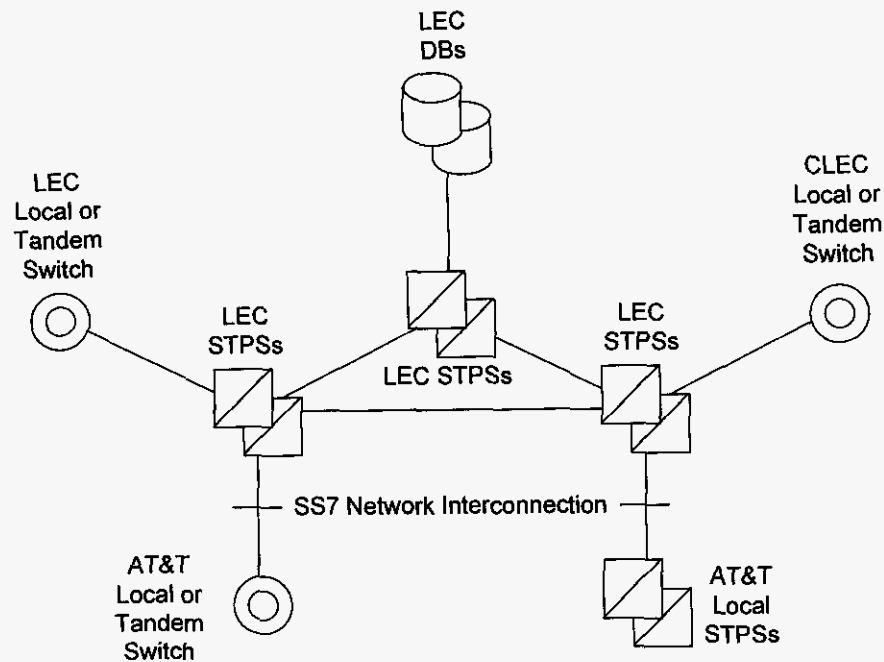 LEC
DBs
LEC
Local or
Tandem
Switch
CLEC
Local or
Tandem
Switch
LEC
STPSs
LEC STPSs
LEC
STPSs
SS7 Network Interconnection
AT&T
Local or
Tandem
Switch
AT&T
Local
STPSs